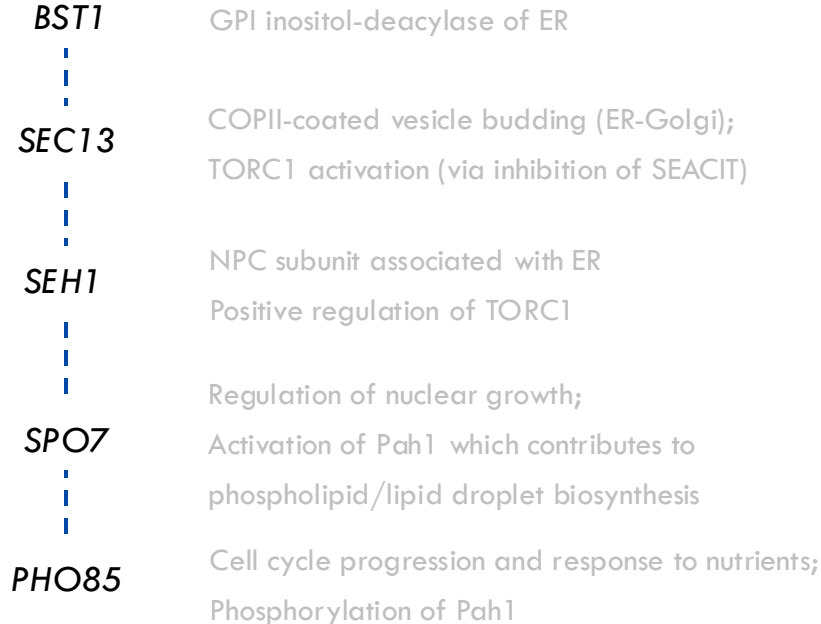 BST1
GPI inositol-deacylase of ER
SEC13
COPII-coated vesicle budding (ER-Golgi);
TORC1 activation (via inhibition of SEACIT)
SEH1
NPC subunit associated with ER
Positive regulation of TORC1
SPO7
Regulation of nuclear growth;
Activation of Pah1 which contributes to
phospholipid/lipid droplet biosynthesis
PHO85
Cell cycle progression and response to nutrients;
Phosphorylation of Pah1